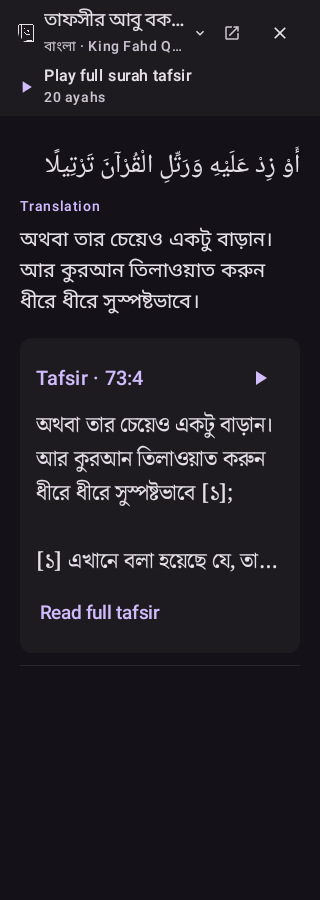 তাফসীর আবু বক...
বাংলা · King Fahd Q...
Play full surah tafsir
20 ayahs
أَوْ زِدْ عَلَيْهِ وَرَتِّلِ الْقُرْآنَ تَرْتِيلًا
Translation
অথবা তার চেয়েও একটু বাড়ান।
আর কুরআন তিলাওয়াত করুন
ধীরে ধীরে সুস্পষ্টভাবে।
Tafsir · 73:4
অথবা তার চেয়েও একটু বাড়ান।
আর কুরআন তিলাওয়াত করুন
ধীরে ধীরে সুস্পষ্টভাবে [১];
[১] এখানে বলা হয়েছে যে, তা...
Read full tafsir